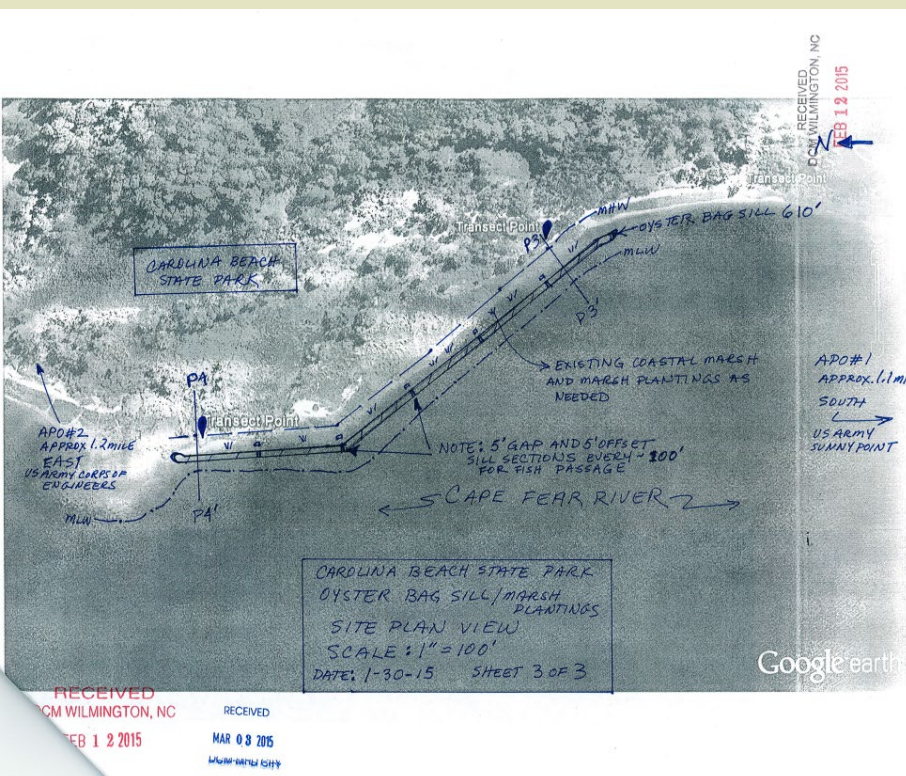 RECEIVED
DCM WILMINGTON, NC
FEB 12 2015
N
Transect Point
MHW
OYSTER BAG SILL 610'
MLW
Transect Point
P3
P3'
CAROLINA BEACH
STATE PARK
EXISTING COASTAL MARSH
AND MARSH PLANTINGS AS
NEEDED
APO#1
APPROX. 1.1 MI
SOUTH
US ARMY
SUNNY POINT
P4
Transect Point
P4'
APO#2
APPROX 1.2 MILE
EAST
US ARMY CORPS OF
ENGINEERS
MLW
NOTE: 5' GAP AND 5' OFFSET
SILL SECTIONS EVERY ~100'
FOR FISH PASSAGE
CAPE FEAR RIVER
CAROLINA BEACH STATE PARK
OYSTER BAG SILL/MARSH
PLANTINGS
SITE PLAN VIEW
SCALE: 1" = 100'
DATE: 1-30-15 SHEET 3 OF 3
Google earth
RECEIVED
DCM WILMINGTON, NC
FEB 12 2015
RECEIVED
MAR 03 2015